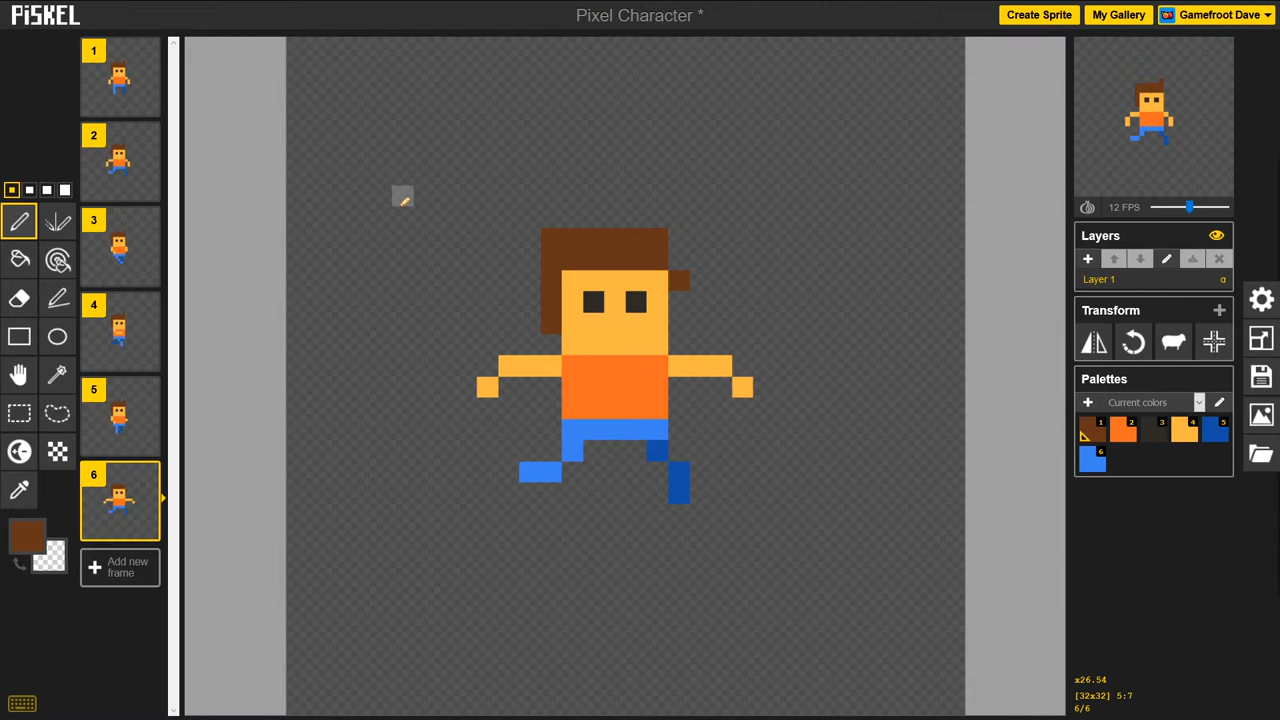 PiSKEL
Pixel Character *
Create Sprite
My Gallery
Gamefroot Dave
1
2
3
4
5
6
Add new
frame
12 FPS
Layers
Layer 1
α
Transform
Palettes
Current colors
1
2
3
4
5
6
x26.54
[32x32] 5:7
6/6